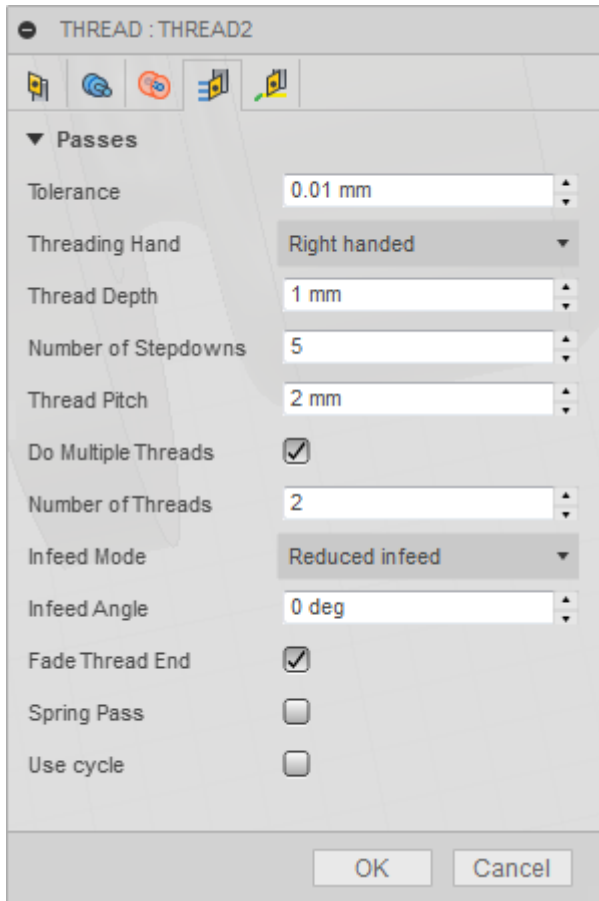 THREAD : THREAD2
Passes
Tolerance 0.01 mm
Threading Hand Right handed
Thread Depth 1 mm
Number of Stepdowns 5
Thread Pitch 2 mm
Do Multiple Threads
Number of Threads 2
Infeed Mode Reduced infeed
Infeed Angle 0 deg
Fade Thread End
Spring Pass
Use cycle
OK Cancel